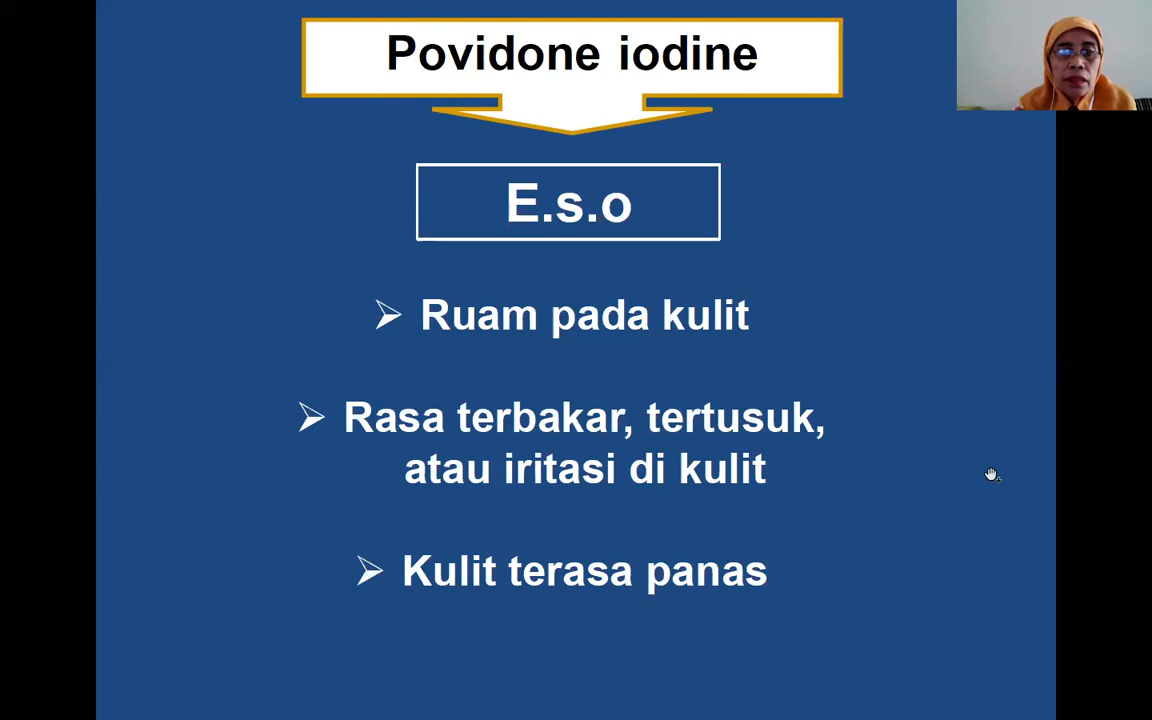 Povidone iodine
E.s.o
➢ Ruam pada kulit
➢ Rasa terbakar, tertusuk,
atau iritasi di kulit
➢ Kulit terasa panas